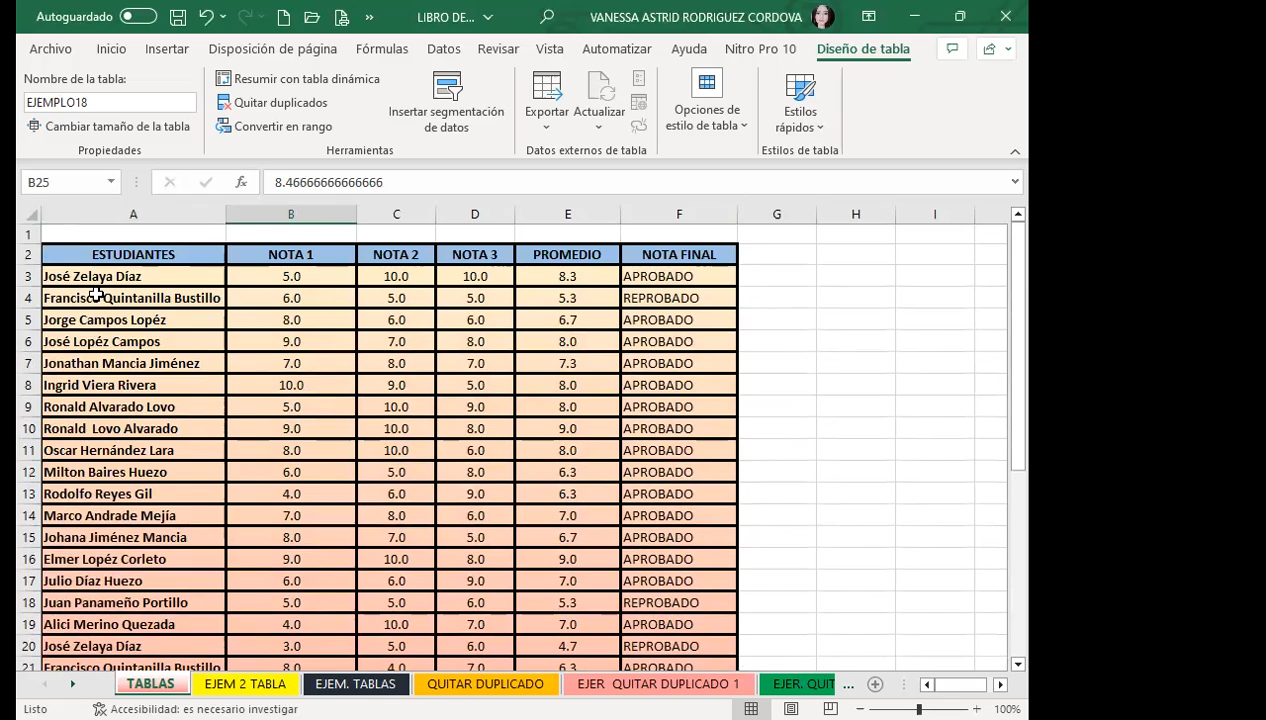 Autoguardado LIBRO DE... VANESSA ASTRID RODRIGUEZ CORDOVA
Archivo Inicio Insertar Disposición de página Fórmulas Datos Revisar Vista Automatizar Ayuda Nitro Pro 10 Diseño de tabla
Nombre de la tabla:
EJEMPLO18
Cambiar tamaño de la tabla
Propiedades
Resumir con tabla dinámica
Quitar duplicados
Convertir en rango
Insertar segmentación
de datos
Herramientas
Exportar Actualizar
Datos externos de tabla
Opciones de
estilo de tabla
Estilos
rápidos
Estilos de tabla
B25 fx 8.46666666666666
A B C D E F G H I
1
2 ESTUDIANTES NOTA 1 NOTA 2 NOTA 3 PROMEDIO NOTA FINAL
3 José Zelaya Díaz 5.0 10.0 10.0 8.3 APROBADO
4 Francisco Quintanilla Bustillo 6.0 5.0 5.0 5.3 REPROBADO
5 Jorge Campos Lopéz 8.0 6.0 6.0 6.7 APROBADO
6 José Lopéz Campos 9.0 7.0 8.0 8.0 APROBADO
7 Jonathan Mancia Jiménez 7.0 8.0 7.0 7.3 APROBADO
8 Ingrid Viera Rivera 10.0 9.0 5.0 8.0 APROBADO
9 Ronald Alvarado Lovo 5.0 10.0 9.0 8.0 APROBADO
10 Ronald  Lovo Alvarado 9.0 10.0 8.0 9.0 APROBADO
11 Oscar Hernández Lara 8.0 10.0 6.0 8.0 APROBADO
12 Milton Baires Huezo 6.0 5.0 8.0 6.3 APROBADO
13 Rodolfo Reyes Gil 4.0 6.0 9.0 6.3 APROBADO
14 Marco Andrade Mejía 7.0 8.0 6.0 7.0 APROBADO
15 Johana Jiménez Mancia 8.0 7.0 5.0 6.7 APROBADO
16 Elmer Lopéz Corleto 9.0 10.0 8.0 9.0 APROBADO
17 Julio Díaz Huezo 6.0 6.0 9.0 7.0 APROBADO
18 Juan Panameño Portillo 5.0 5.0 6.0 5.3 REPROBADO
19 Alici Merino Quezada 4.0 10.0 7.0 7.0 APROBADO
20 José Zelaya Díaz 3.0 5.0 6.0 4.7 REPROBADO
21 Francisco Quintanilla Bustillo 8.0 4.0 7.0 6.3 APROBADO
TABLAS EJEM 2 TABLA EJEM. TABLAS QUITAR DUPLICADO EJER QUITAR DUPLICADO 1 EJER. QUIT ...
Listo Accesibilidad: es necesario investigar 100%